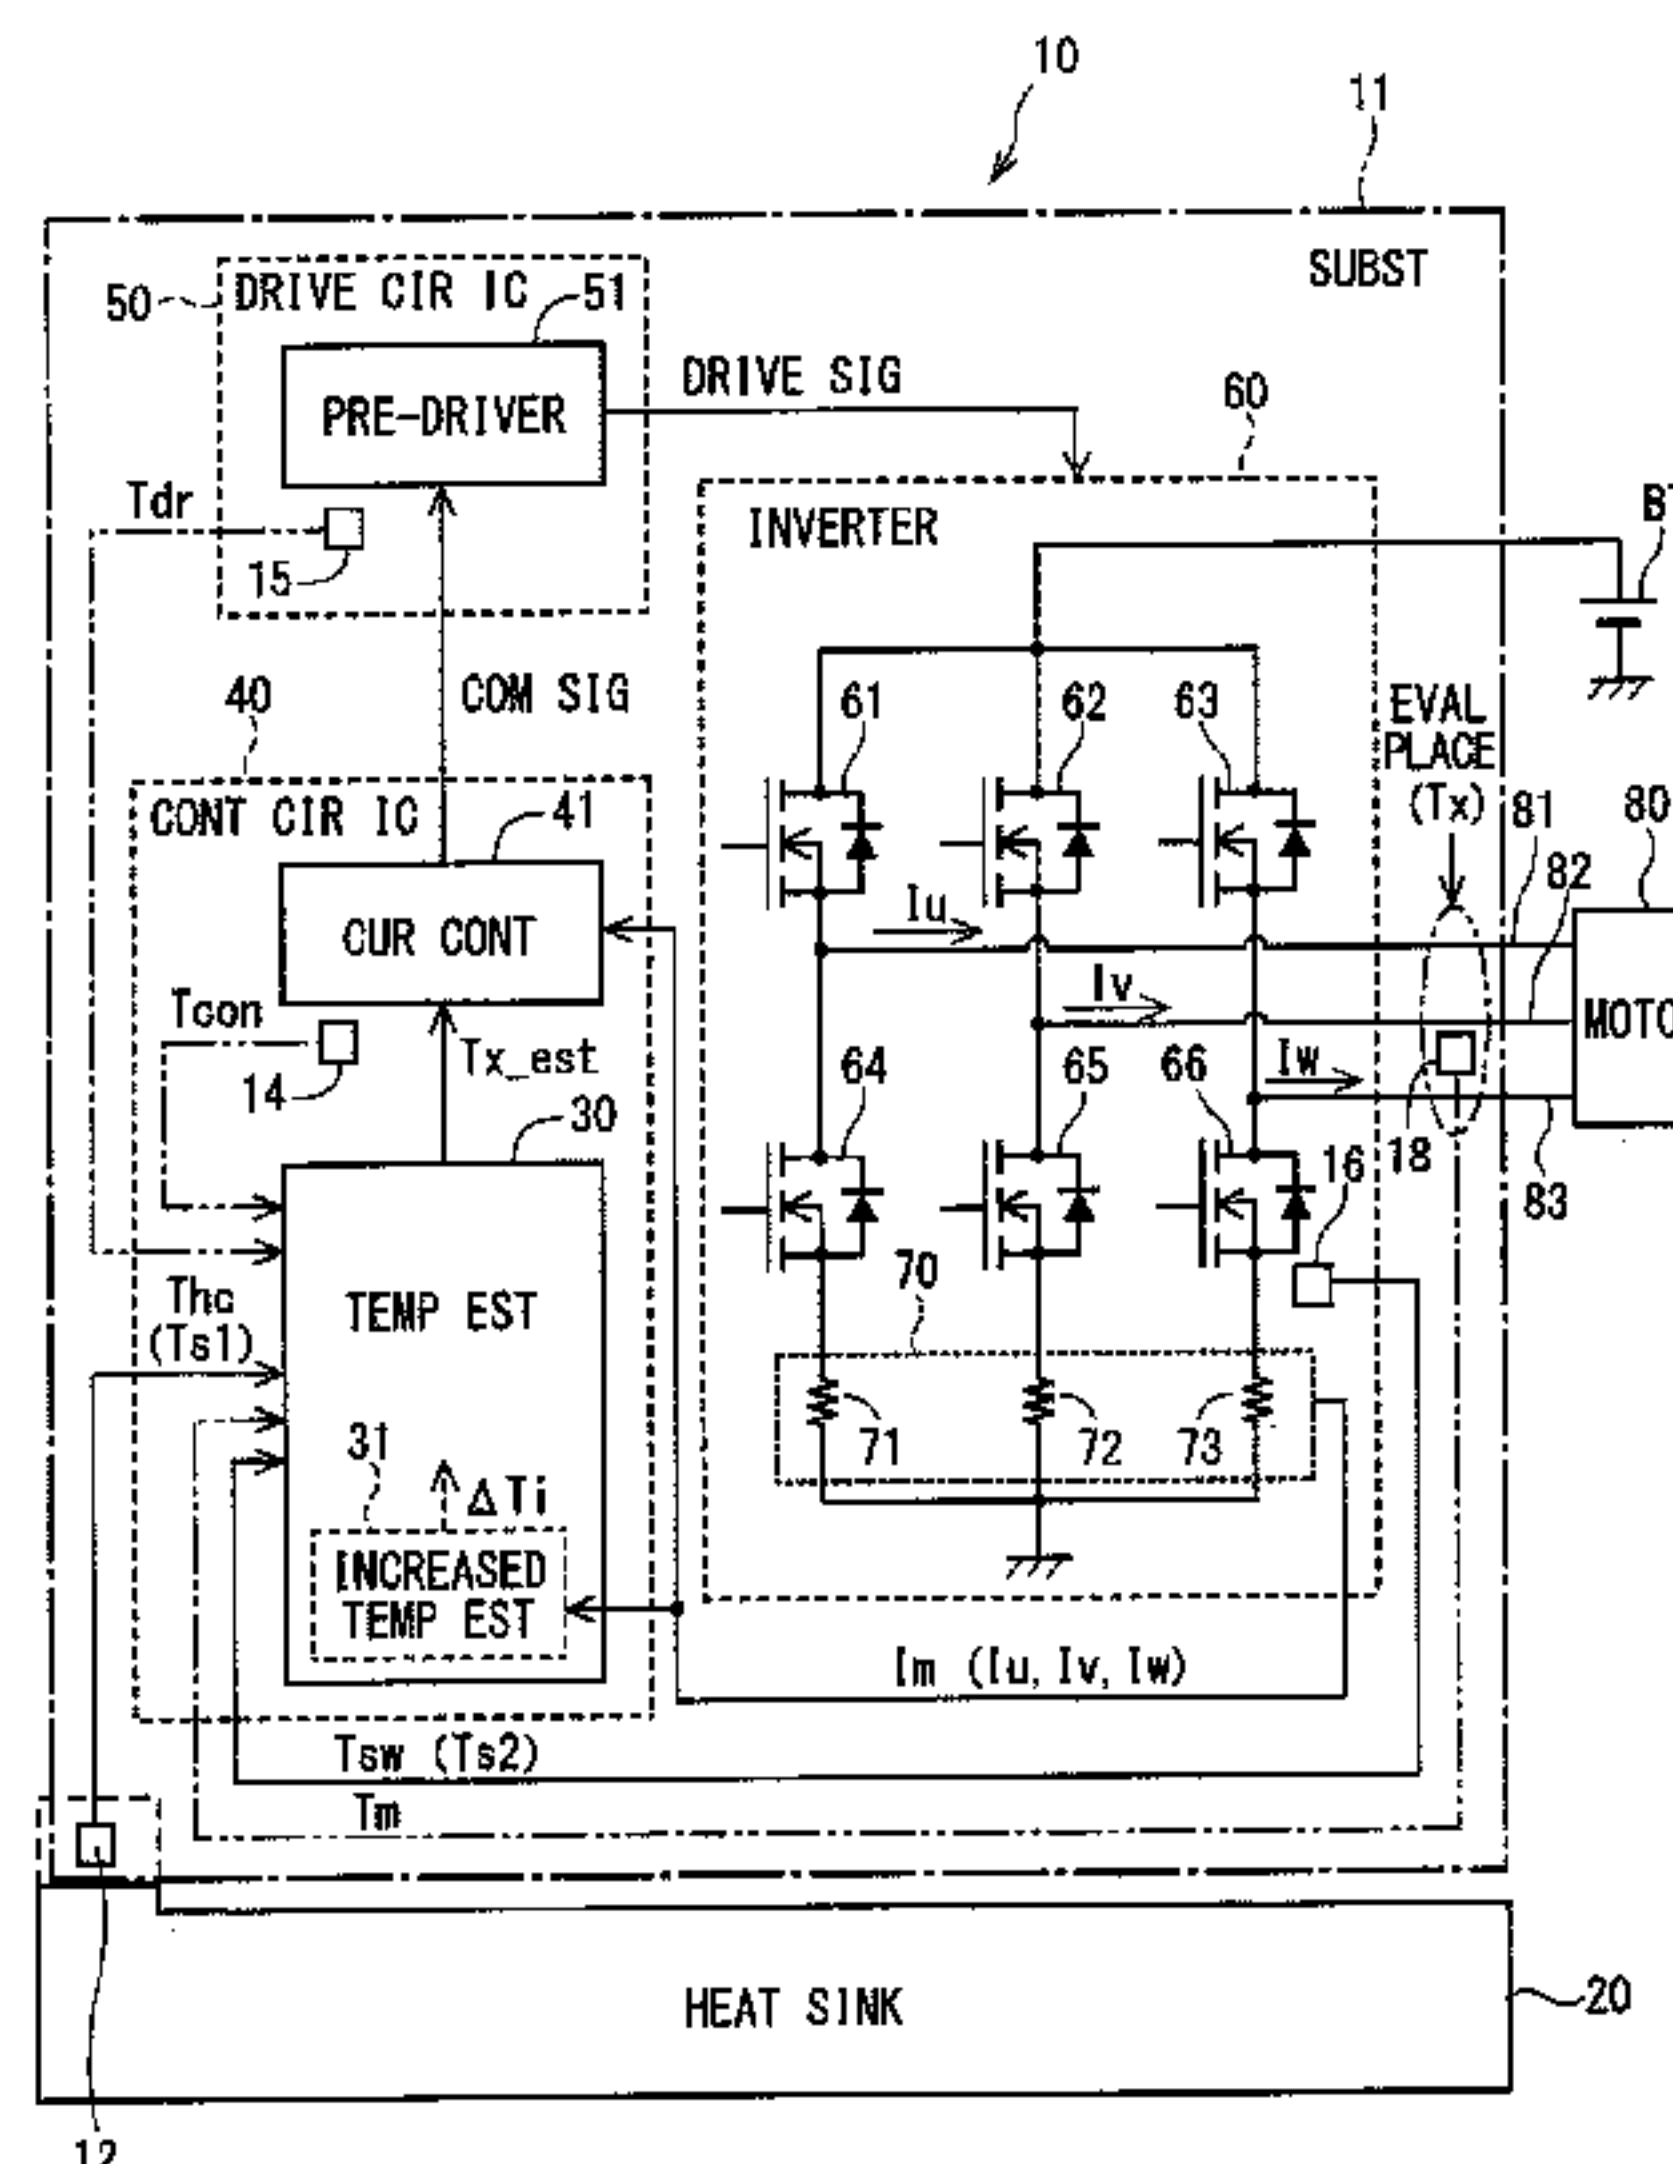 10
11
SUBST
50
DRIVE CIR IC
51
PRE-DRIVER
DRIVE SIG
60
Tdr
15
INVERTER
40
COM SIG
61
62
63
EVAL
PLACE
(Tx)
81
80
82
CONT CIR IC
41
CUR CONT
Iu
Iv
Iw
Tcon
14
Tx_est
30
64
65
66
16
18
83
Thc
(Ts1)
TEMP EST
70
71
72
73
31
ΔTi
INCREASED
TEMP EST
Im (Iu, Iv, Iw)
Tsw (Ts2)
Tm
HEAT SINK
20
12